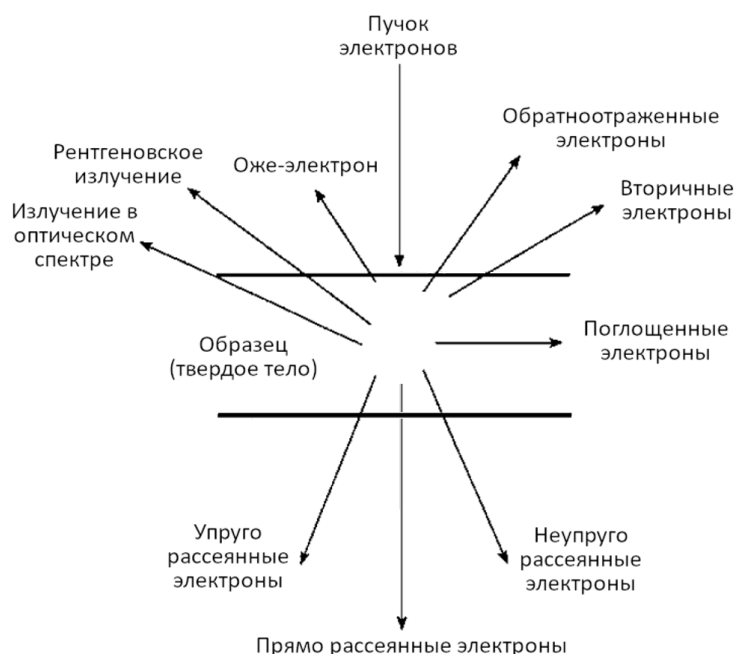 Пучок
электронов
Обратноотраженные
электроны
Рентгеновское
излучение
Оже-электрон
Вторичные
электроны
Излучение в
оптическом
спектре
Образец
(твердое тело)
Поглощенные
электроны
Упруго
рассеянные
электроны
Неупруго
рассеянные
электроны
Прямо рассеянные электроны